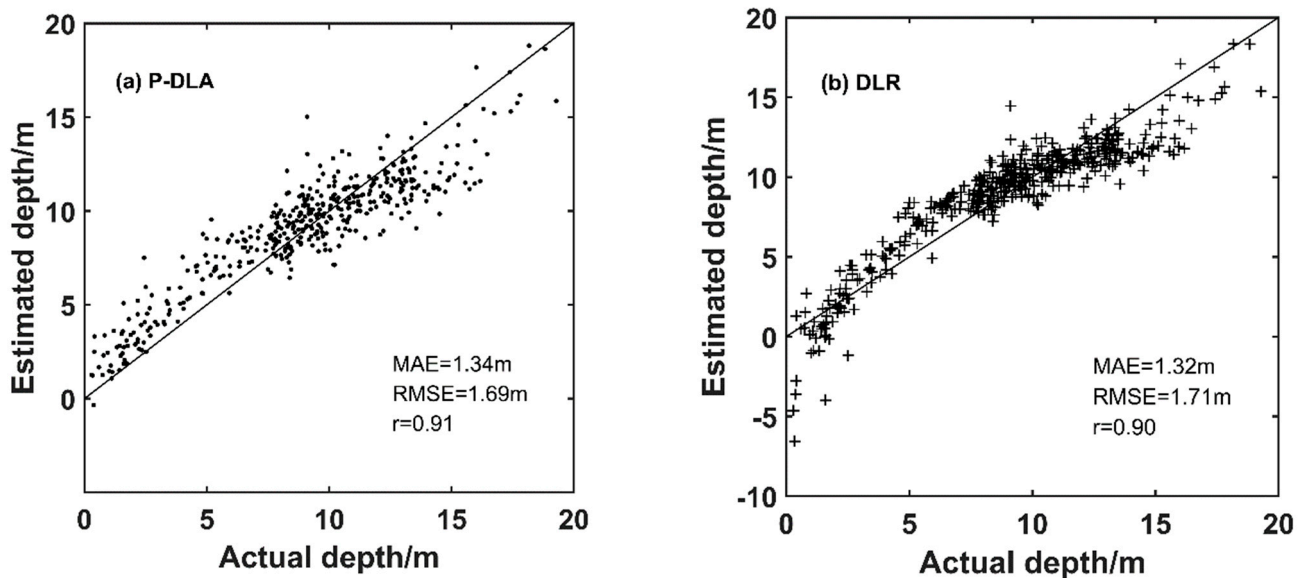 20
15
10
5
0
Estimated depth/m
(a) P-DLA
MAE=1.34m
RMSE=1.69m
r=0.91
0 5 10 15 20
Actual depth/m
20
15
10
5
0
-5
-10
Estimated depth/m
(b) DLR
MAE=1.32m
RMSE=1.71m
r=0.90
0 5 10 15 20
Actual depth/m